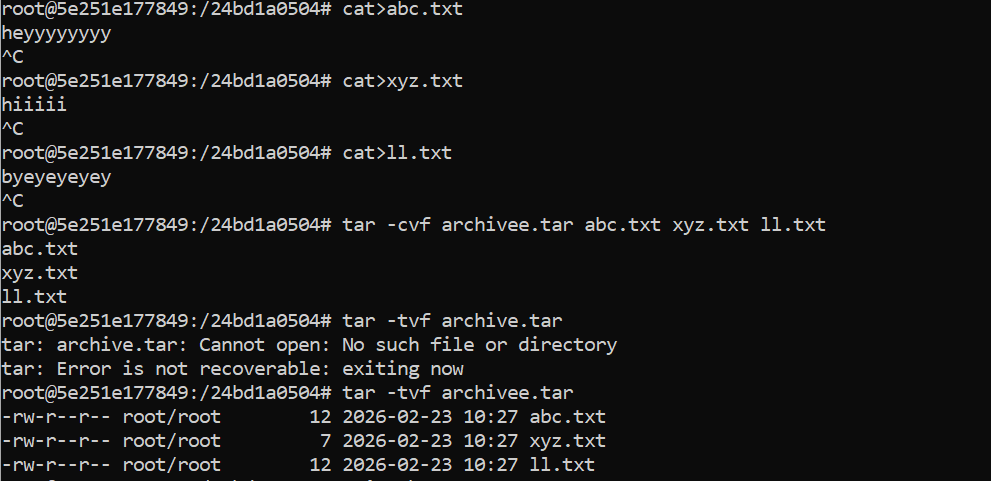 root@5e251e177849:/24bd1a0504# cat>abc.txt
heyyyyyyyy
^C
root@5e251e177849:/24bd1a0504# cat>xyz.txt
hiiiii
^C
root@5e251e177849:/24bd1a0504# cat>ll.txt
byeyeyeyey
^C
root@5e251e177849:/24bd1a0504# tar -cvf archivee.tar abc.txt xyz.txt ll.txt
abc.txt
xyz.txt
ll.txt
root@5e251e177849:/24bd1a0504# tar -tvf archive.tar
tar: archive.tar: Cannot open: No such file or directory
tar: Error is not recoverable: exiting now
root@5e251e177849:/24bd1a0504# tar -tvf archivee.tar
-rw-r--r-- root/root        12 2026-02-23 10:27 abc.txt
-rw-r--r-- root/root         7 2026-02-23 10:27 xyz.txt
-rw-r--r-- root/root        12 2026-02-23 10:27 ll.txt